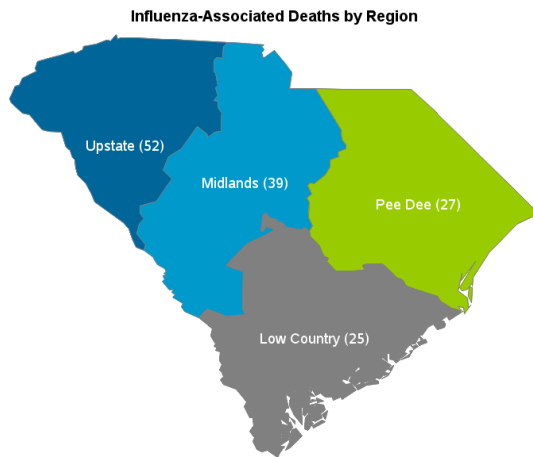 Influenza-Associated Deaths by Region
Upstate (52)
Midlands (39)
Pee Dee (27)
Low Country (25)